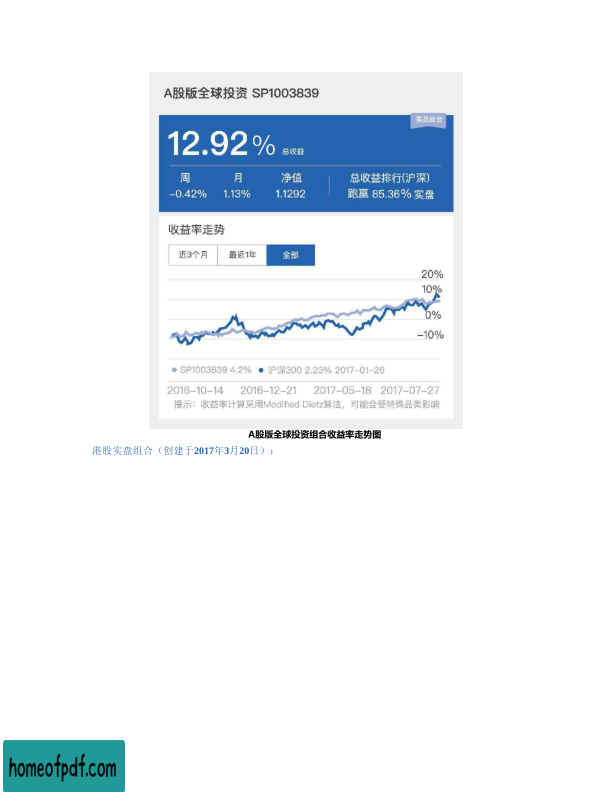 A股版全球投资 SP1003839
实盘组合
12.92% 总收益
周 月 净值 总收益排行(沪深)
−0.42% 1.13% 1.1292 跑赢 85.36% 实盘
收益率走势
近3个月 最近1年 全部
20%
10%
0%
−10%
SP1003839 4.2% 沪深300 2.23% 2017-01-26
2016-10-14 2016-12-21 2017-05-18 2017-07-27
提示：收益率计算采用Modified Dietz算法，可能会受特殊品类影响
A股版全球投资组合收益率走势图
港股实盘组合（创建于2017年3月20日）：
homeofpdf.com